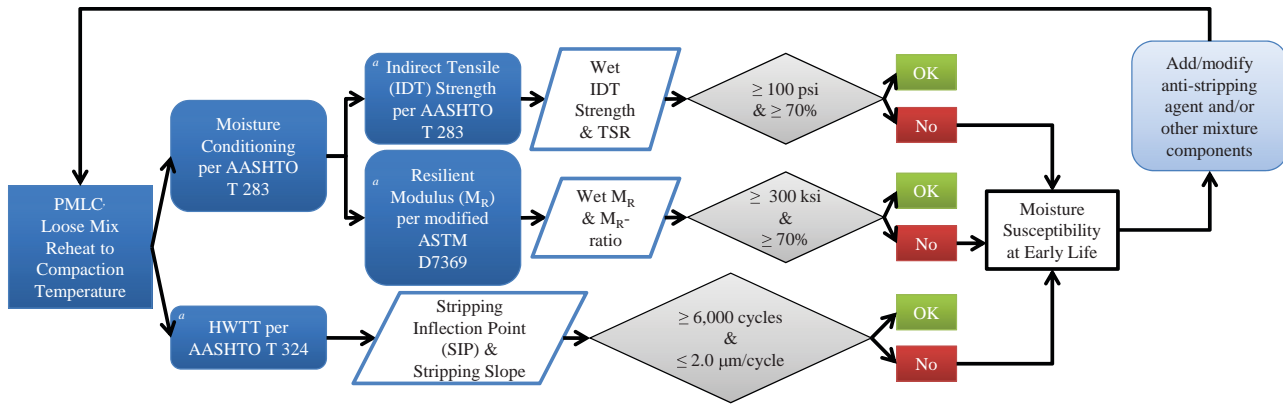 PMLC-
Loose Mix
Reheat to
Compaction
Temperature
Moisture
Conditioning
per AASHTO
T 283
a HWTT per
AASHTO T 324
a Indirect Tensile
(IDT) Strength
per AASHTO
T 283
a Resilient
Modulus (MR)
per modified
ASTM
D7369
Wet
IDT
Strength
& TSR
Wet MR
& MR-
ratio
Stripping
Inflection Point
(SIP) &
Stripping Slope
≥ 100 psi
& ≥ 70%
≥ 300 ksi
&
≥ 70%
≥ 6,000 cycles
&
≤ 2.0 μm/cycle
OK
No
OK
No
OK
No
Moisture
Susceptibility
at Early Life
Add/modify
anti-stripping
agent and/or
other mixture
components